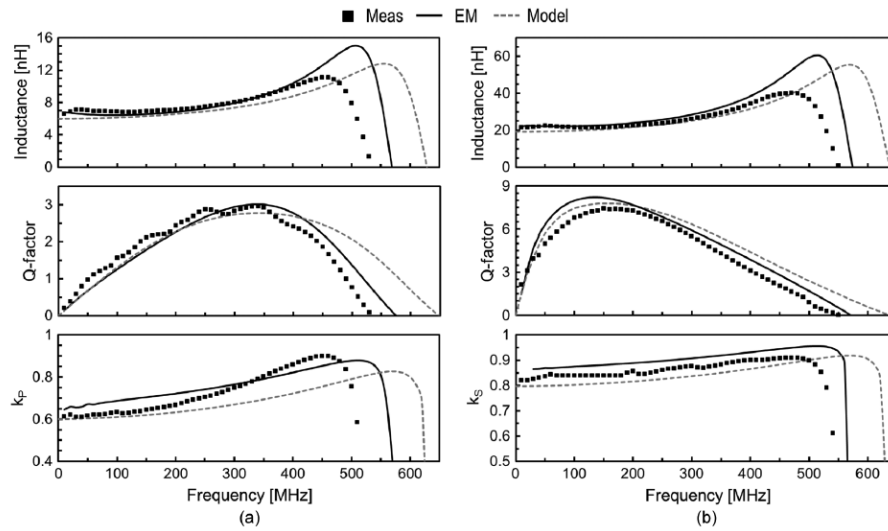 Meas EM Model
Inductance [nH]
16
12
8
4
0
Inductance [nH]
80
60
40
20
0
Q-factor
3
2
1
0
Q-factor
9
6
3
0
kP
1
0.8
0.6
0.4
0 100 200 300 400 500 600
Frequency [MHz]
(a)
kS
1
0.9
0.8
0.7
0.6
0.5
0 100 200 300 400 500 600
Frequency [MHz]
(b)